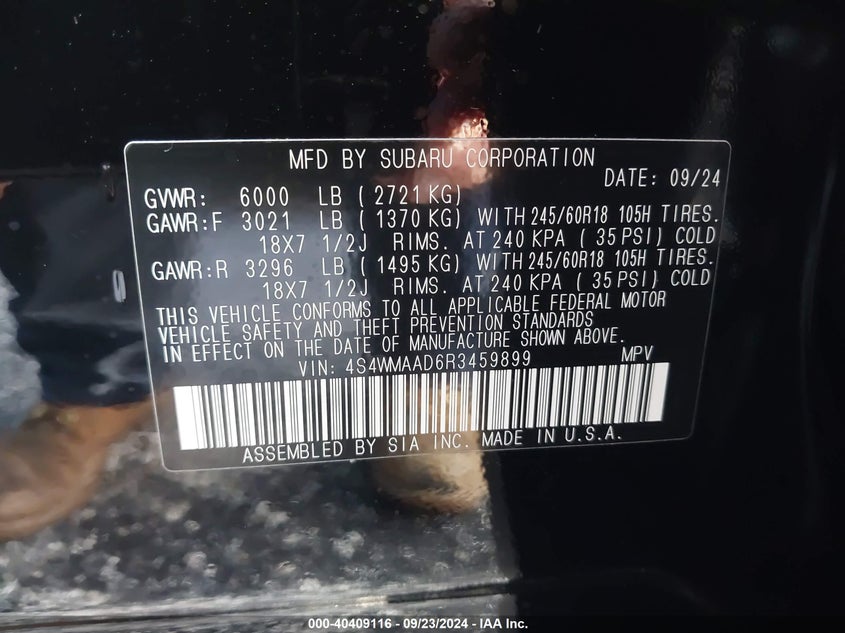 MFD BY SUBARU CORPORATION
DATE: 09/24
GVWR: 6000 LB ( 2721 KG)
GAWR:F 3021 LB ( 1370 KG) WITH 245/60R18 105H TIRES.
18X7 1/2J RIMS. AT 240 KPA ( 35 PSI) COLD
GAWR:R 3296 LB ( 1495 KG) WITH 245/60R18 105H TIRES.
18X7 1/2J RIMS. AT 240 KPA ( 35 PSI) COLD
THIS VEHICLE CONFORMS TO ALL APPLICABLE FEDERAL MOTOR
VEHICLE SAFETY AND THEFT PREVENTION STANDARDS
IN EFFECT ON THE DATE OF MANUFACTURE SHOWN ABOVE.
VIN: 4S4WMAAD6R3459899 MPV
ASSEMBLED BY SIA INC. MADE IN U.S.A.
000-40409116 - 09/23/2024 - IAA Inc.